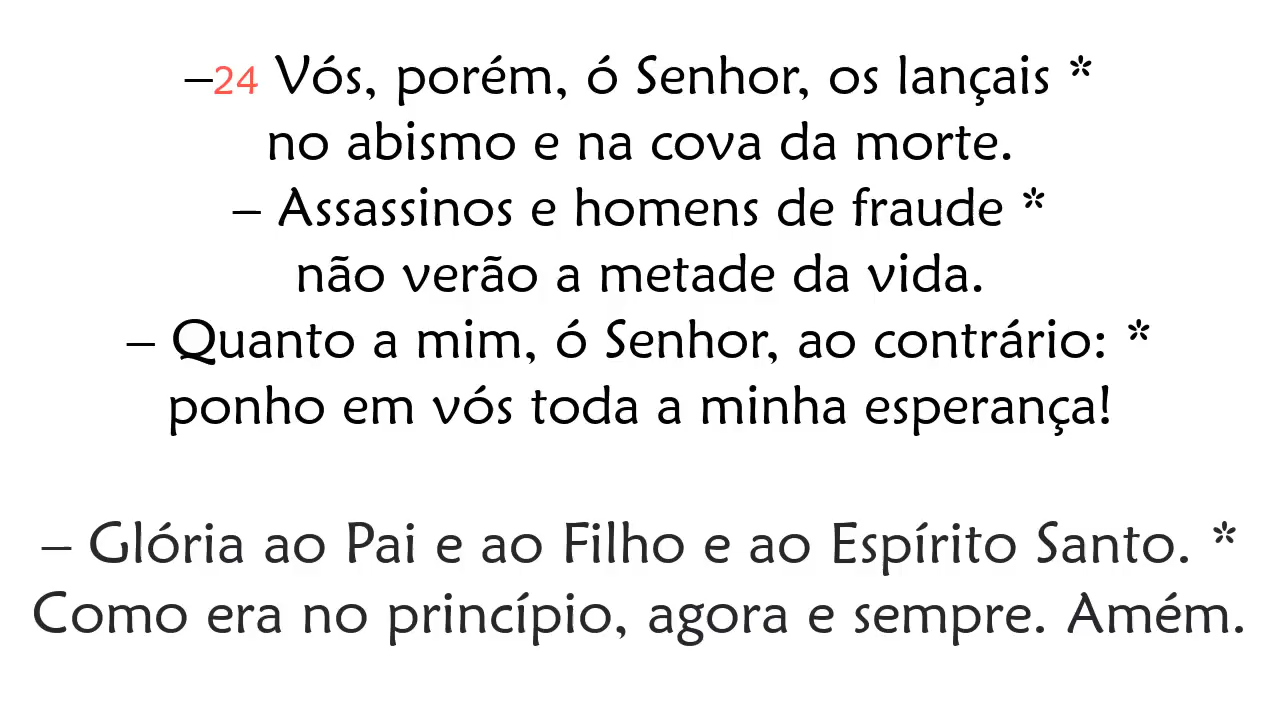 –24 Vós, porém, ó Senhor, os lançais *
no abismo e na cova da morte.
– Assassinos e homens de fraude *
não verão a metade da vida.
– Quanto a mim, ó Senhor, ao contrário: *
ponho em vós toda a minha esperança!
– Glória ao Pai e ao Filho e ao Espírito Santo. *
Como era no princípio, agora e sempre. Amém.